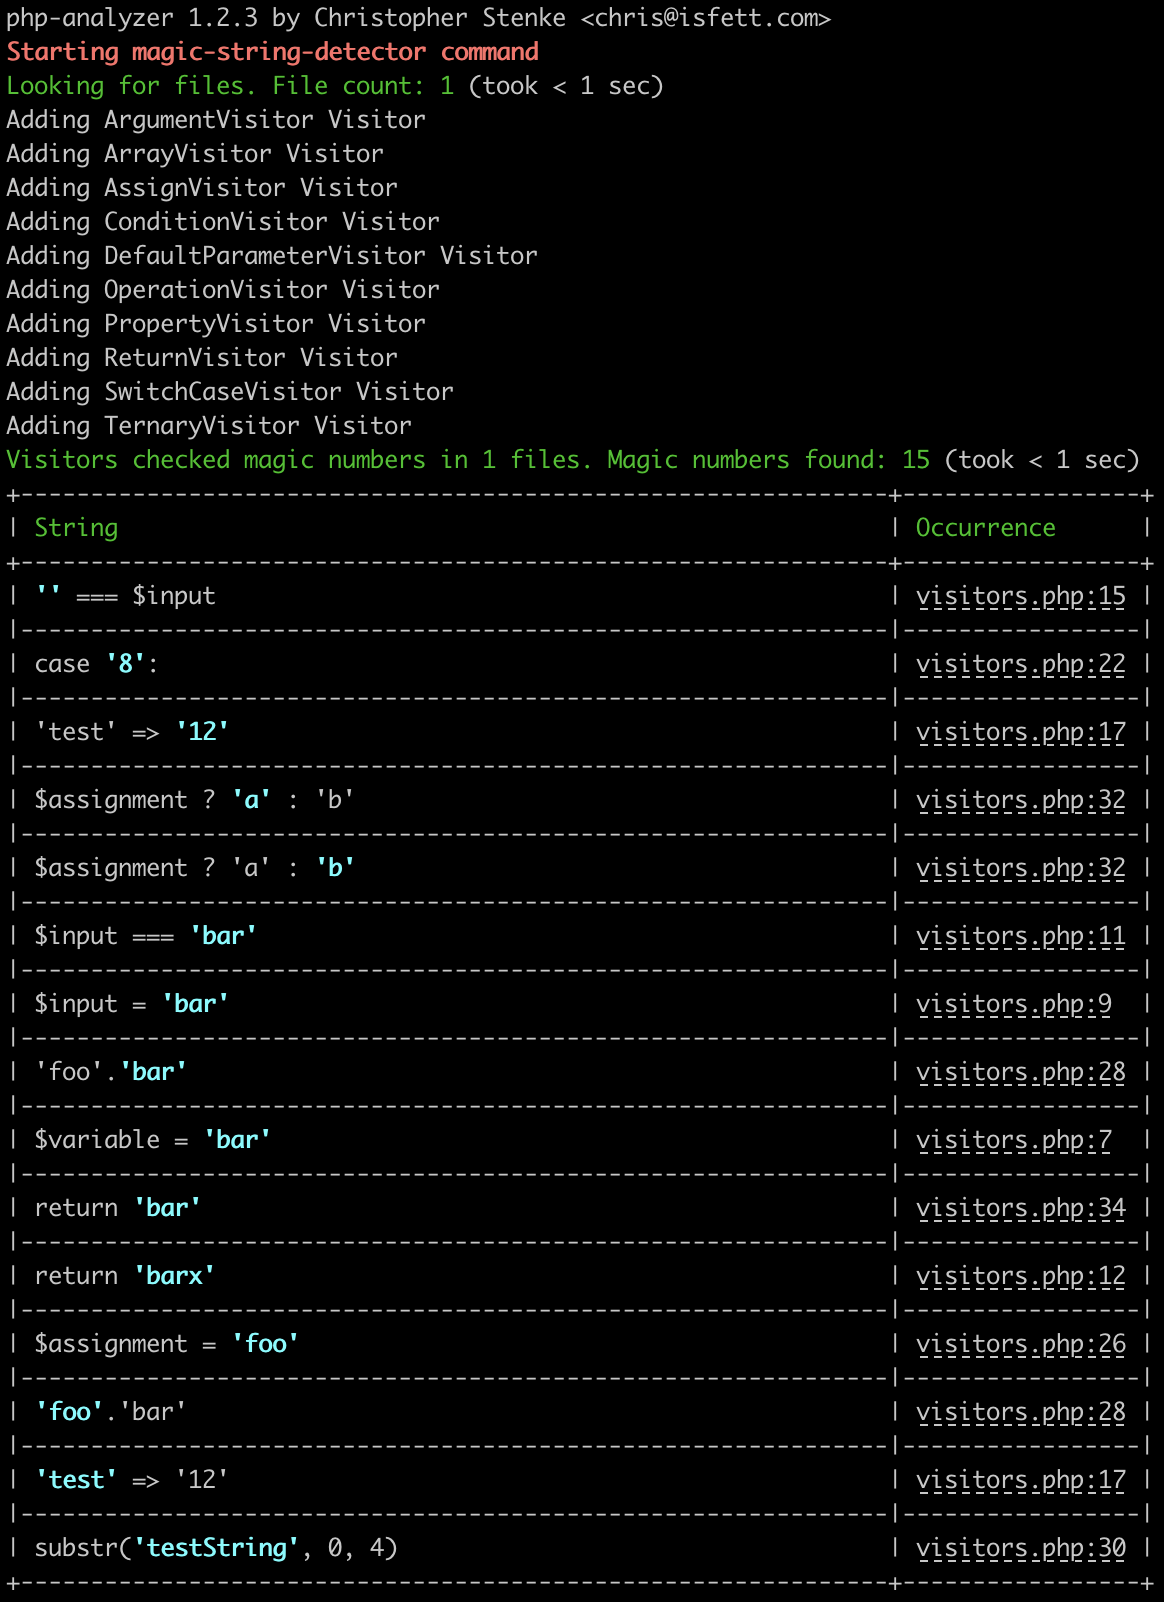 php-analyzer 1.2.3 by Christopher Stenke <chris@isfett.com>
Starting magic-string-detector command
Looking for files. File count: 1 (took < 1 sec)
Adding ArgumentVisitor Visitor
Adding ArrayVisitor Visitor
Adding AssignVisitor Visitor
Adding ConditionVisitor Visitor
Adding DefaultParameterVisitor Visitor
Adding OperationVisitor Visitor
Adding PropertyVisitor Visitor
Adding ReturnVisitor Visitor
Adding SwitchCaseVisitor Visitor
Adding TernaryVisitor Visitor
Visitors checked magic numbers in 1 files. Magic numbers found: 15 (took < 1 sec)
+--------------------------------------------------------------+-----------------+
| String                                                       | Occurrence      |
+--------------------------------------------------------------+-----------------+
| '' === $input                                                | visitors.php:15 |
|--------------------------------------------------------------|-----------------|
| case '8':                                                    | visitors.php:22 |
|--------------------------------------------------------------|-----------------|
| 'test' => '12'                                               | visitors.php:17 |
|--------------------------------------------------------------|-----------------|
| $assignment ? 'a' : 'b'                                      | visitors.php:32 |
|--------------------------------------------------------------|-----------------|
| $assignment ? 'a' : 'b'                                      | visitors.php:32 |
|--------------------------------------------------------------|-----------------|
| $input === 'bar'                                             | visitors.php:11 |
|--------------------------------------------------------------|-----------------|
| $input = 'bar'                                               | visitors.php:9  |
|--------------------------------------------------------------|-----------------|
| 'foo'.'bar'                                                  | visitors.php:28 |
|--------------------------------------------------------------|-----------------|
| $variable = 'bar'                                            | visitors.php:7  |
|--------------------------------------------------------------|-----------------|
| return 'bar'                                                 | visitors.php:34 |
|--------------------------------------------------------------|-----------------|
| return 'barx'                                                | visitors.php:12 |
|--------------------------------------------------------------|-----------------|
| $assignment = 'foo'                                          | visitors.php:26 |
|--------------------------------------------------------------|-----------------|
| 'foo'.'bar'                                                  | visitors.php:28 |
|--------------------------------------------------------------|-----------------|
| 'test' => '12'                                               | visitors.php:17 |
|--------------------------------------------------------------|-----------------|
| substr('testString', 0, 4)                                   | visitors.php:30 |
+--------------------------------------------------------------+-----------------+